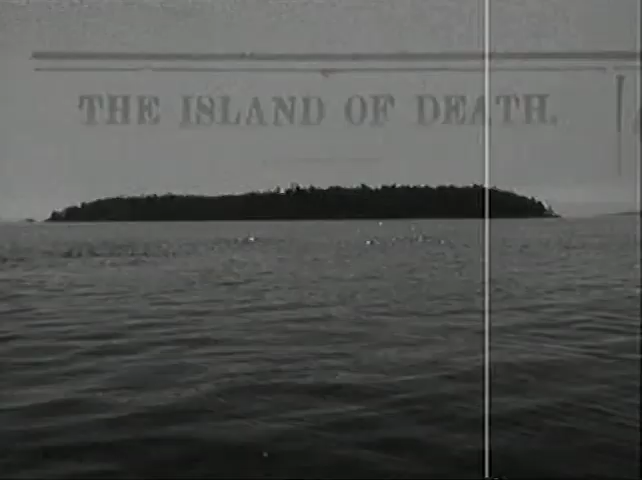 THE ISLAND OF DEATH.